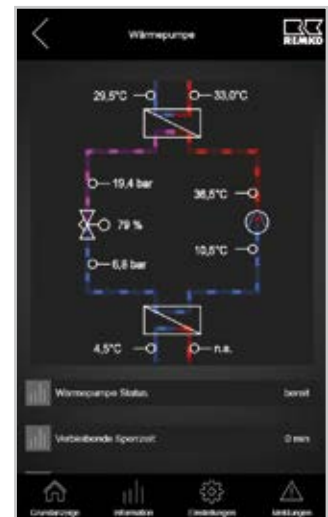 Wärmepumpe
REMKO
29,5°C
33,0°C
19,4 bar
36,5°C
79 %
10,5°C
6,8 bar
4,5°C
n.a.
Wärmepumpe Status
bereit
Verbleibende Sperrzeit
0 min
Grundanzeige
Information
Einstellungen
Meldungen